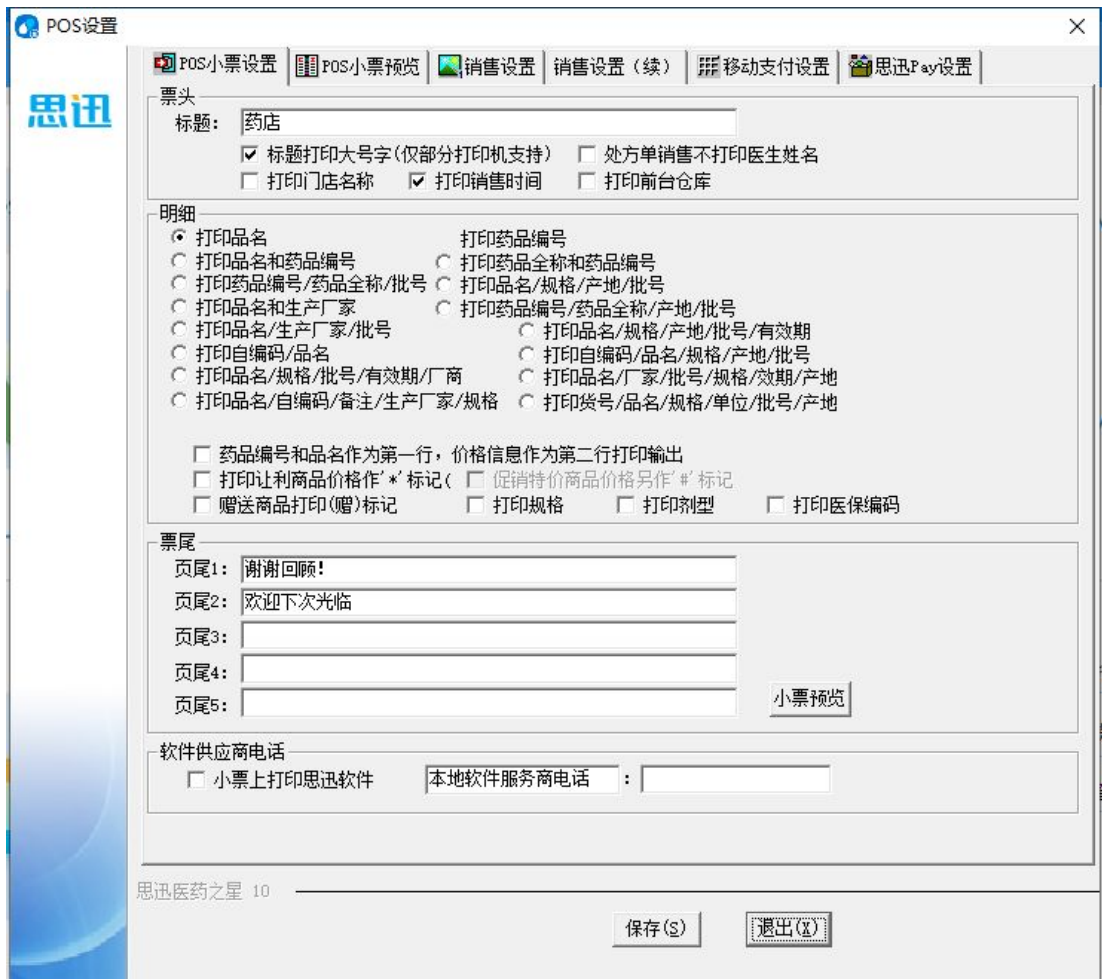 POS设置
思迅
POS小票设置 POS小票预览 销售设置 销售设置(续) 移动支付设置 思迅Pay设置
票头
标题: 药店
标题打印大号字(仅部分打印机支持) 处方单销售不打印医生姓名
打印门店名称 打印销售时间 打印前台仓库
明细
打印品名 打印药品编号
打印品名和药品编号 打印药品全称和药品编号
打印药品编号/药品全称/批号 打印品名/规格/产地/批号
打印品名和生产厂家 打印药品编号/药品全称/产地/批号
打印品名/生产厂家/批号 打印品名/规格/产地/批号/有效期
打印自编码/品名 打印自编码/品名/规格/产地/批号
打印品名/规格/批号/有效期/厂商 打印品名/厂家/批号/规格/效期/产地
打印品名/自编码/备注/生产厂家/规格 打印货号/品名/规格/单位/批号/产地
药品编号和品名作为第一行，价格信息作为第二行打印输出
打印让利商品价格作'*'标记( 促销特价商品价格另作'#'标记
赠送商品打印(赠)标记 打印规格 打印剂型 打印医保编码
票尾
页尾1: 谢谢回顾!
页尾2: 欢迎下次光临
页尾3:
页尾4:
页尾5: 小票预览
软件供应商电话
小票上打印思迅软件 本地软件服务商电话 :
思迅医药之星 10
保存(S) 退出(X)